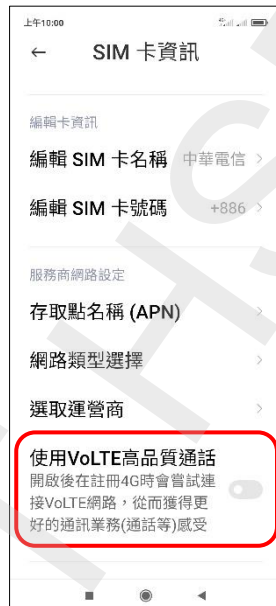 上午10:00
← SIM 卡資訊
編輯卡資訊
編輯 SIM 卡名稱 中華電信 >
編輯 SIM 卡號碼 +886 >
服務商網路設定
存取點名稱 (APN) >
網路類型選擇 >
選取運營商 >
使用VoLTE高品質通話
開啟後在註冊4G時會嘗試連
接VoLTE網路，從而獲得更
好的通訊業務(通話等)感受